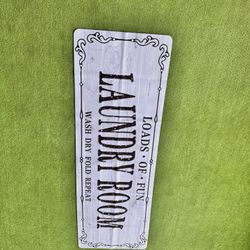 LOADS · OF · FUN
LAUNDRY ROOM
WASH DRY FOLD REPEAT